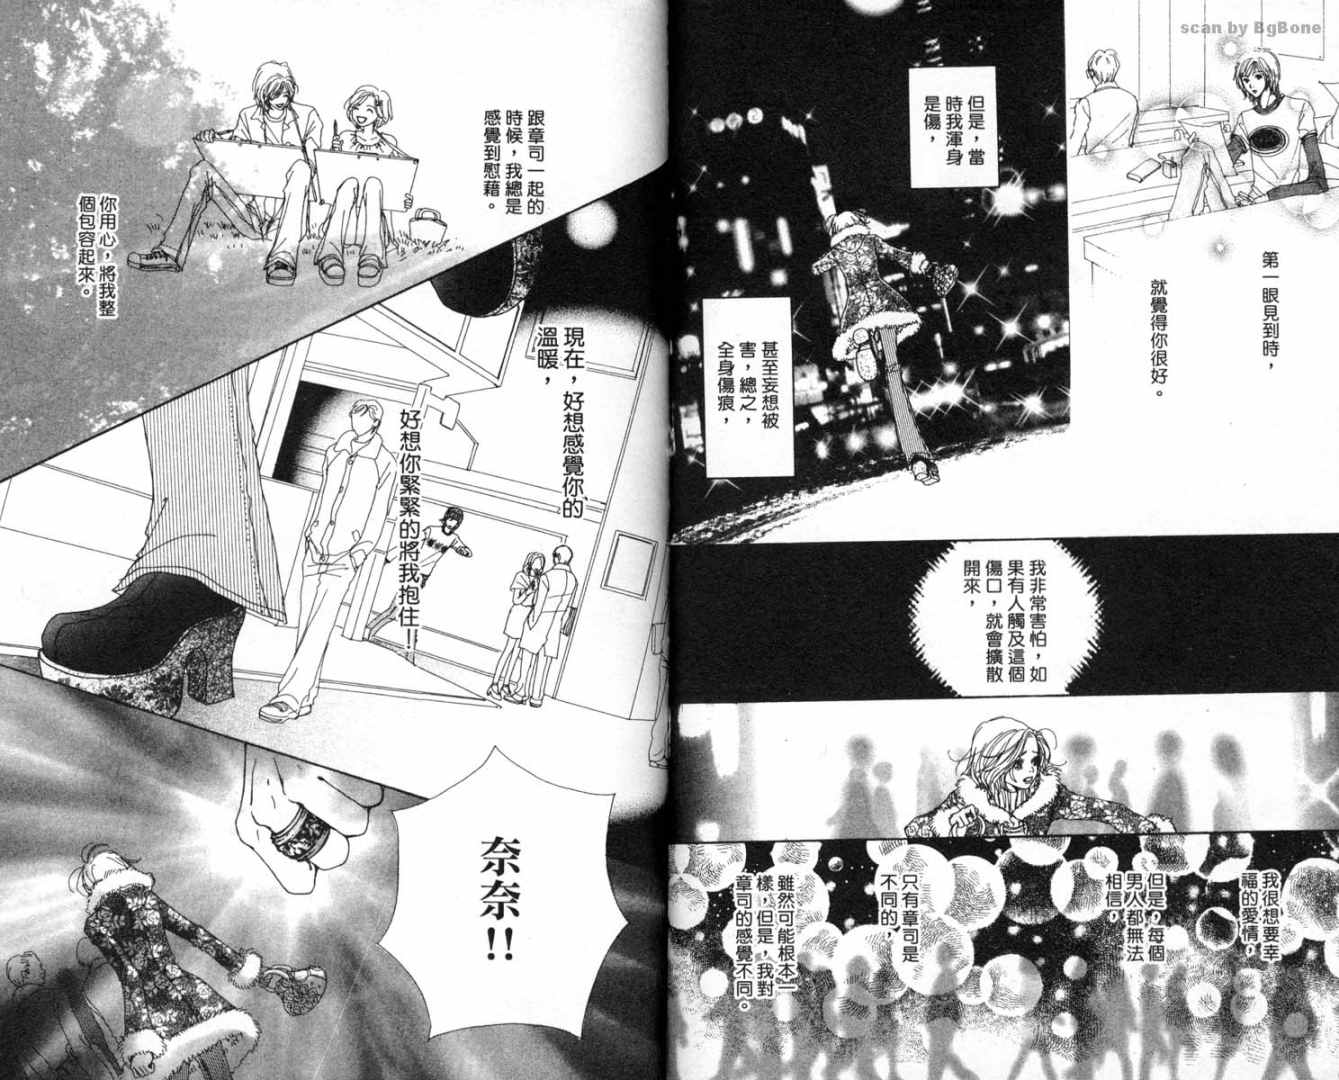 scan by BgBone
第一眼見到時，
就覺得你很好。
但是，當
時我渾身
是傷，
甚至妄想被
害，總之，
全身傷痕，
我非常害怕，如
果有人觸及這個
傷口，就會擴散
開來，
我很想要幸
福的愛情，
但是，每個
男人都無法
相信，
只有章司是
不同的，
雖然可能根本一
樣，但是，我對
章司的感覺不同。
跟章司一起的
時候，我總是
感覺到慰藉。
你用心，將我整
個包容起來。
現在，好想感覺你的
溫暖，
好想你緊緊的將我抱住!!
奈奈!!